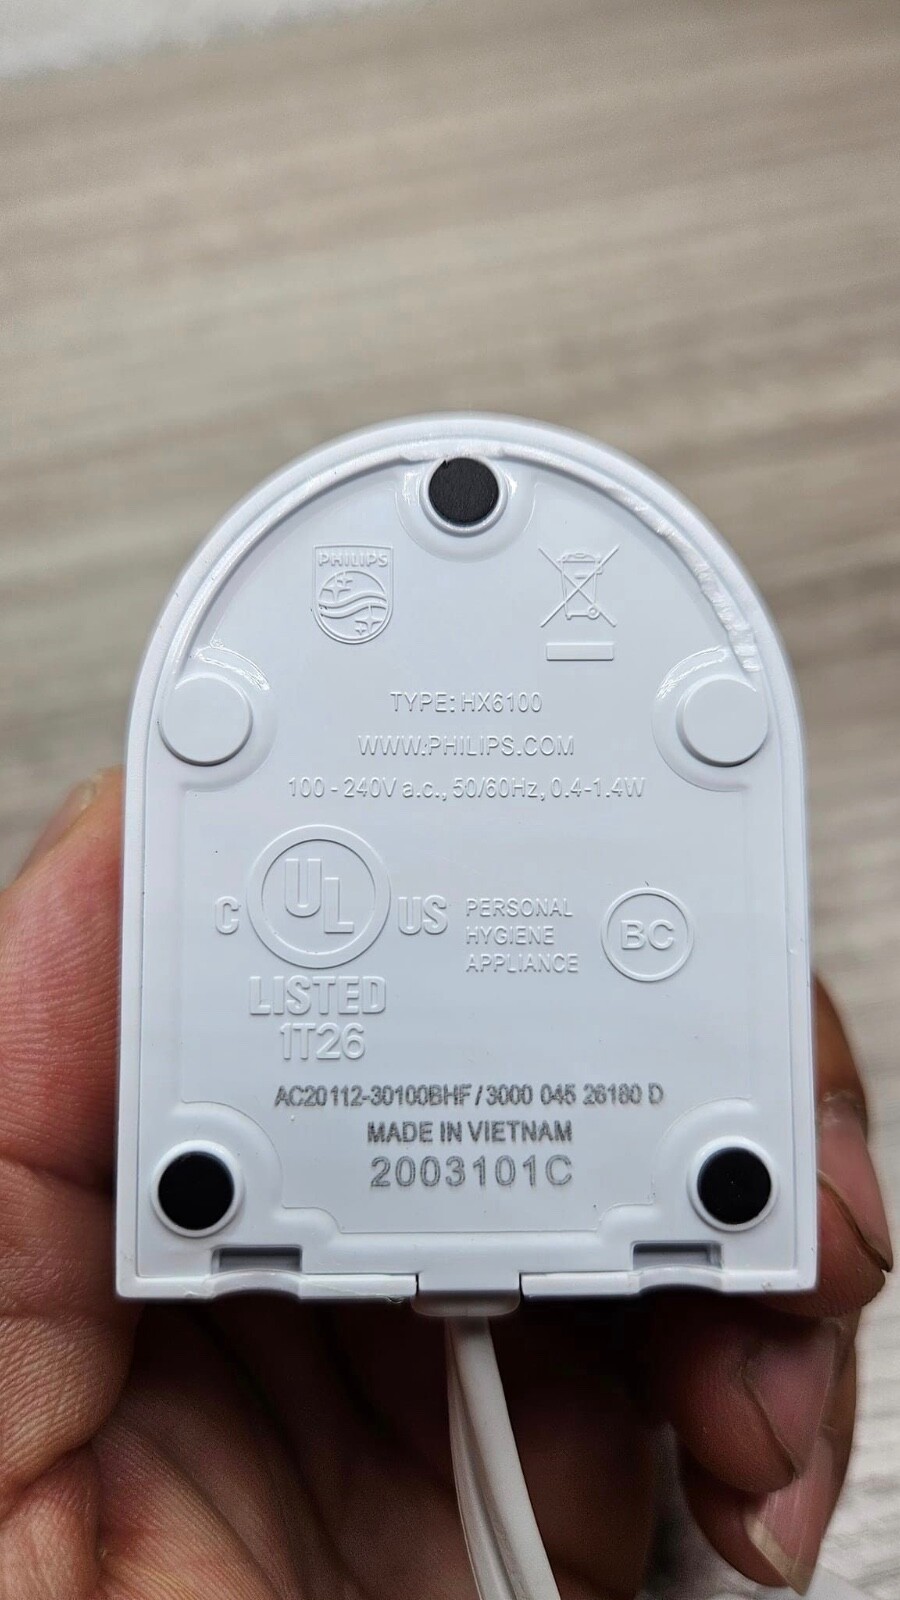 PHILIPS
TYPE: HX6100
WWW.PHILIPS.COM
100 - 240V a.c., 50/60Hz, 0.4-1.4W
C UL US
LISTED
1T26
PERSONAL
HYGIENE
APPLIANCE
BC
AC20112-30100BHF / 3000 045 26180 D
MADE IN VIETNAM
2003101C